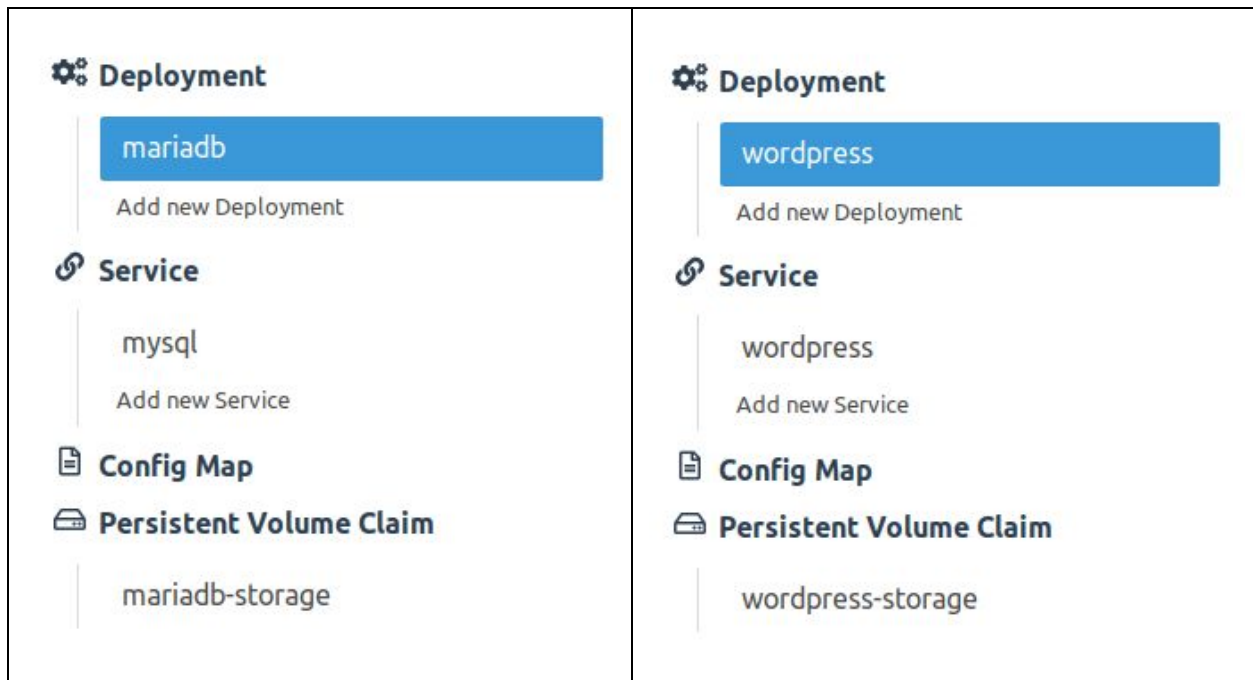 Deployment
mariadb
Add new Deployment
Service
mysql
Add new Service
Config Map
Persistent Volume Claim
mariadb-storage
Deployment
wordpress
Add new Deployment
Service
wordpress
Add new Service
Config Map
Persistent Volume Claim
wordpress-storage